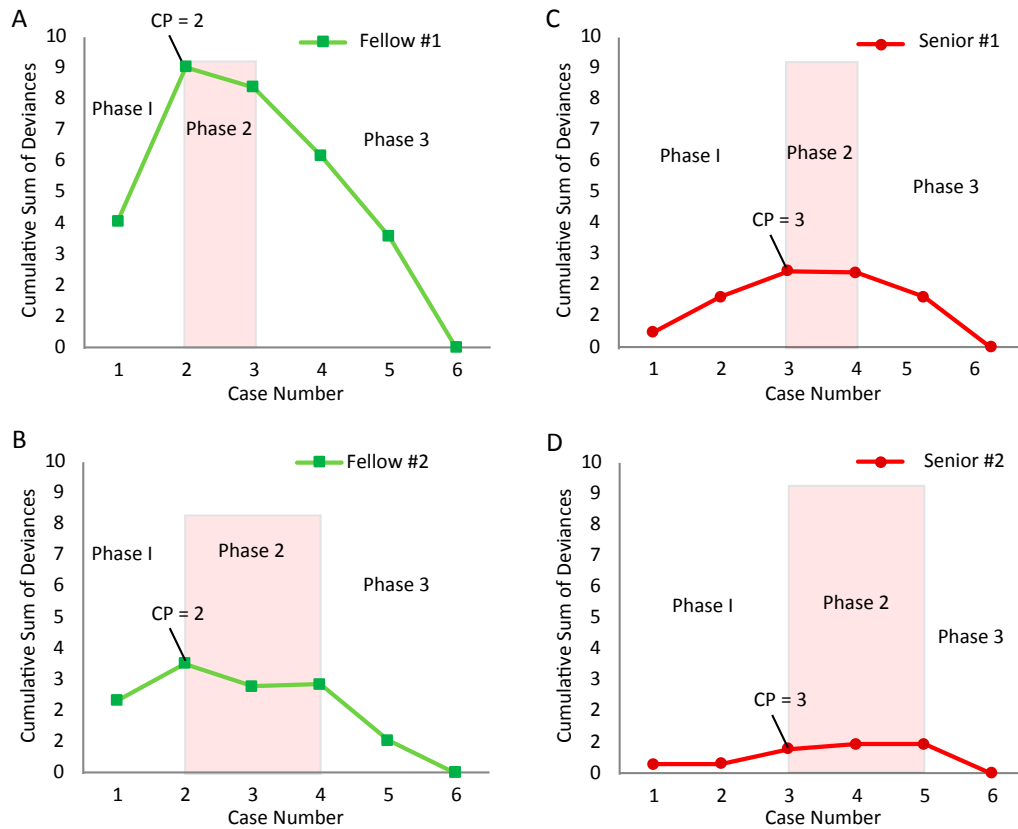 A
CP = 2
Fellow #1
10
9
8
7
6
5
4
3
2
2
0
Cumulative Sum of Deviances
Phase I
Phase 2
Phase 3
1 2 3 4 5 6
Case Number
B
Fellow #2
10
9
8
7
6
5
4
3
2
2
0
Cumulative Sum of Deviances
Phase I
Phase 2
Phase 3
CP = 2
1 2 3 4 5 6
Case Number
C
Senior #1
10
9
8
7
6
5
4
3
2
2
0
Cumulative Sum of Deviances
Phase I
Phase 2
Phase 3
CP = 3
1 2 3 4 5 6
Case Number
D
Senior #2
10
9
8
7
6
5
4
3
2
2
0
Cumulative Sum of Deviances
Phase I
Phase 2
Phase 3
CP = 3
1 2 3 4 5 6
Case Number